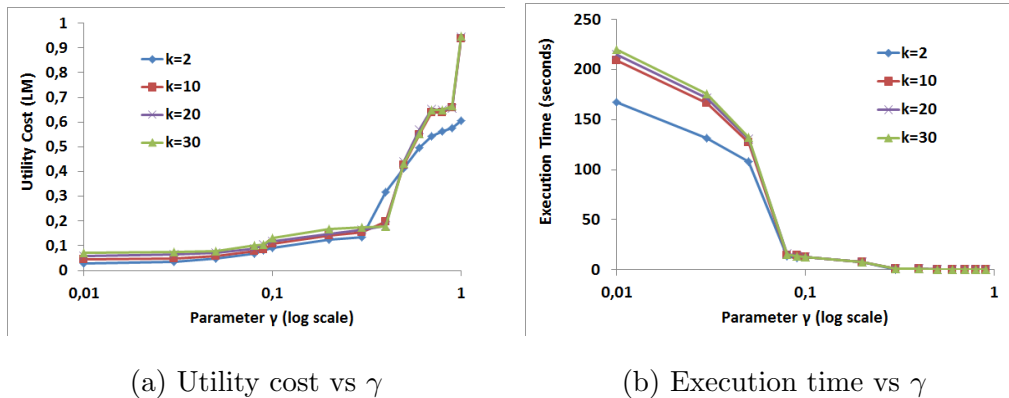 1
0,9
0,8
0,7
0,6
0,5
0,4
0,3
0,2
0,1
0
Utility Cost (LM)
k=2
k=10
k=20
k=30
0,01 0,1 1
Parameter γ (log scale)
(a) Utility cost vs γ
250
200
150
100
50
0
Execution Time (seconds)
k=2
k=10
k=20
k=30
0,01 0,1 1
Parameter γ (log scale)
(b) Execution time vs γ